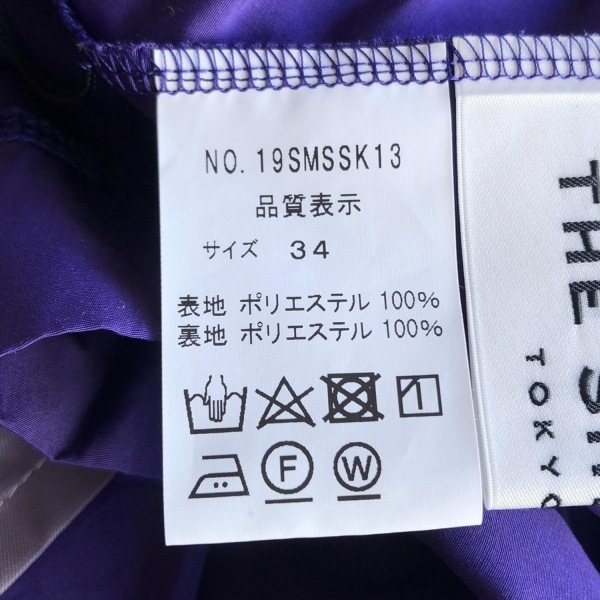 NO.19SMSSK13
品質表示
サイズ 34
表地 ポリエステル 100%
裏地 ポリエステル 100%
F
W
THE
TOKYO